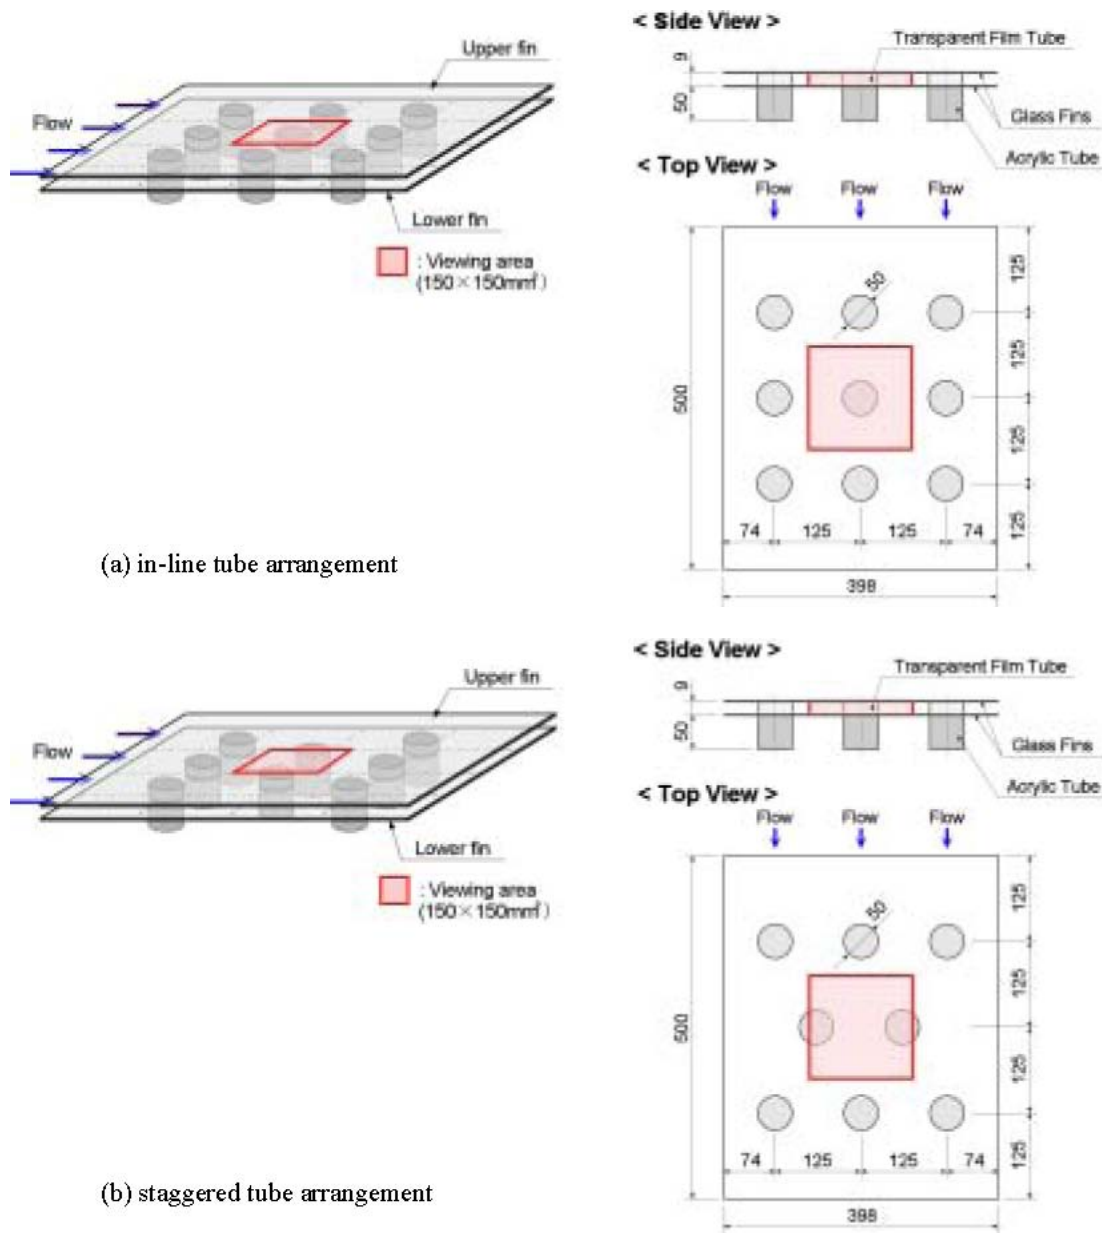 Upper fin
Flow
Lower fin
: Viewing area
(150×150mm²)
(a) in-line tube arrangement
< Side View >
Transparent Film Tube
9
50
Glass Fins
Acrylic Tube
< Top View >
Flow
Flow
Flow
50
125
125
125
125
500
74
125
125
74
398
Upper fin
Flow
Lower fin
: Viewing area
(150×150mm²)
(b) staggered tube arrangement
< Side View >
Transparent Film Tube
9
50
Glass Fins
Acrylic Tube
< Top View >
Flow
Flow
Flow
50
125
125
125
125
500
74
125
125
74
398